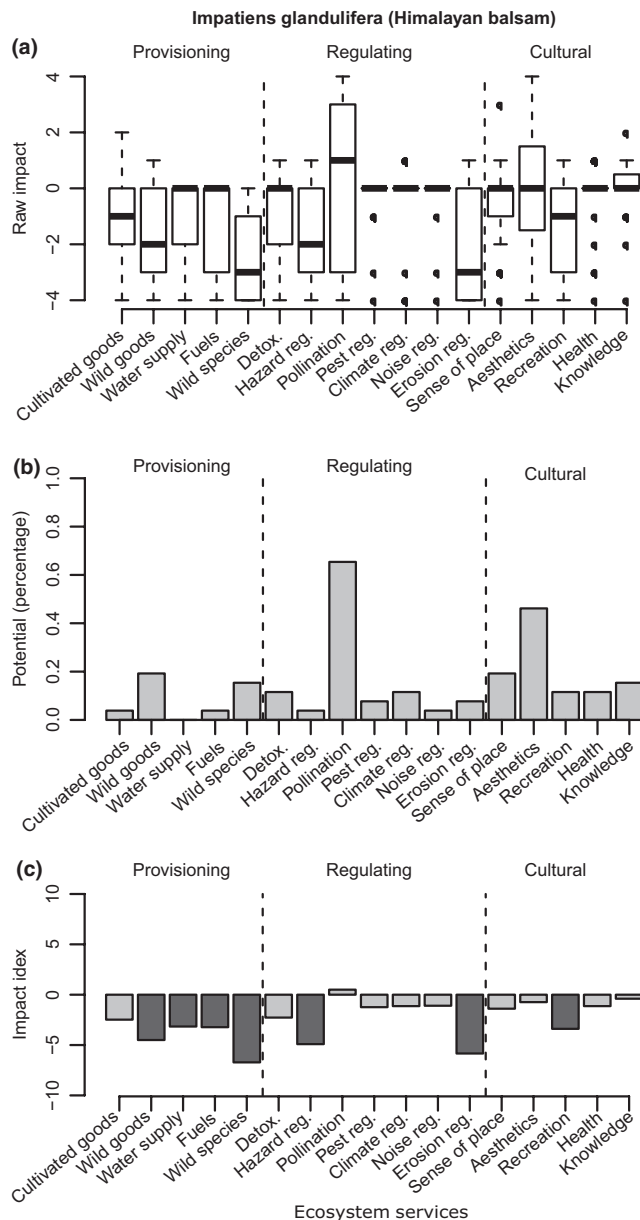 Impatiens glandulifera (Himalayan balsam)
(a)
Provisioning Regulating Cultural
Raw impact
4
2
0
−2
−4
Cultivated goods
Wild goods
Water supply
Fuels
Wild species
Detox.
Hazard reg.
Pollination
Pest reg.
Climate reg.
Noise reg.
Erosion reg.
Sense of place
Aesthetics
Recreation
Health
Knowledge
(b)
Provisioning Regulating Cultural
Potential (percentage)
1.0
0.8
0.6
0.4
0.2
0.0
Cultivated goods
Wild goods
Water supply
Fuels
Wild species
Detox.
Hazard reg.
Pollination
Pest reg.
Climate reg.
Noise reg.
Erosion reg.
Sense of place
Aesthetics
Recreation
Health
Knowledge
(c)
Provisioning Regulating Cultural
Impact idex
10
5
0
−5
−10
Cultivated goods
Wild goods
Water supply
Fuels
Wild species
Detox.
Hazard reg.
Pollination
Pest reg.
Climate reg.
Noise reg.
Erosion reg.
Sense of place
Aesthetics
Recreation
Health
Knowledge
Ecosystem services